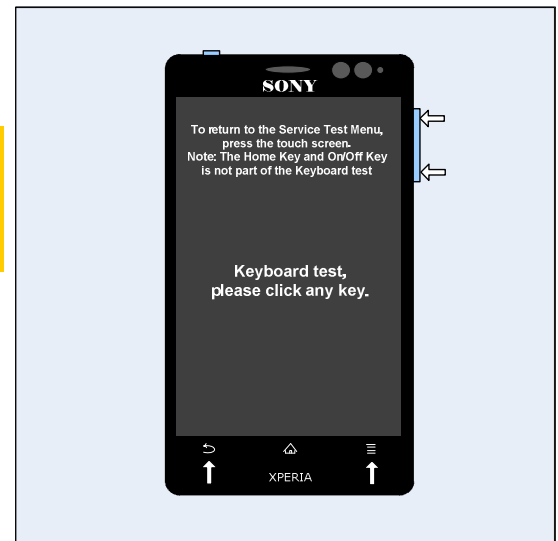 SONY
To return to the Service Test Menu,
press the touch screen.
Note: The Home Key and On/Off Key
is not part of the Keyboard test
Keyboard test,
please click any key.
XPERIA